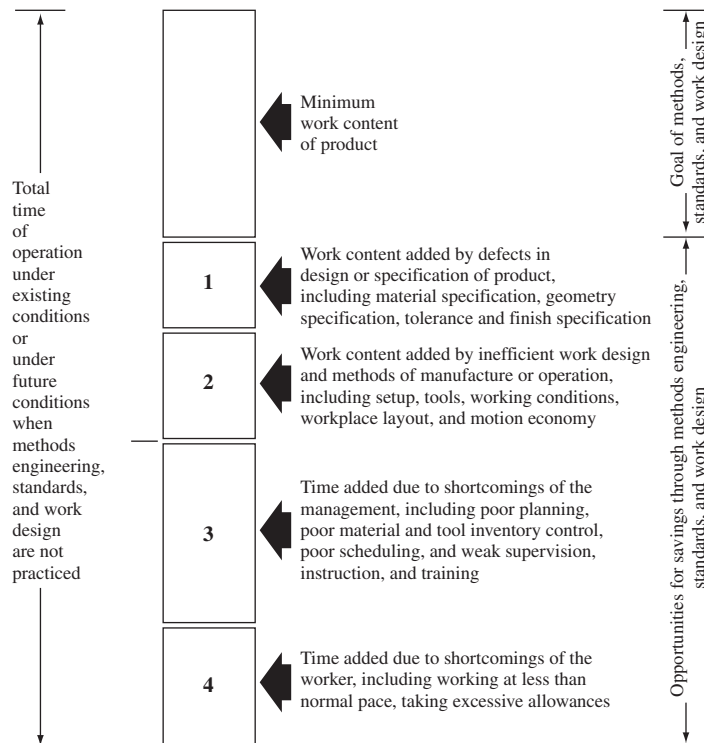 Total
time
of
operation
under
existing
conditions
or
under
future
conditions
when
methods
engineering,
standards,
and work
design
are not
practiced
Minimum
work content
of product
1
Work content added by defects in
design or specification of product,
including material specification, geometry
specification, tolerance and finish specification
2
Work content added by inefficient work design
and methods of manufacture or operation,
including setup, tools, working conditions,
workplace layout, and motion economy
3
Time added due to shortcomings of the
management, including poor planning,
poor material and tool inventory control,
poor scheduling, and weak supervision,
instruction, and training
4
Time added due to shortcomings of the
worker, including working at less than
normal pace, taking excessive allowances
Goal of methods,
standards, and work design
Opportunities for savings through methods engineering,
standards, and work design